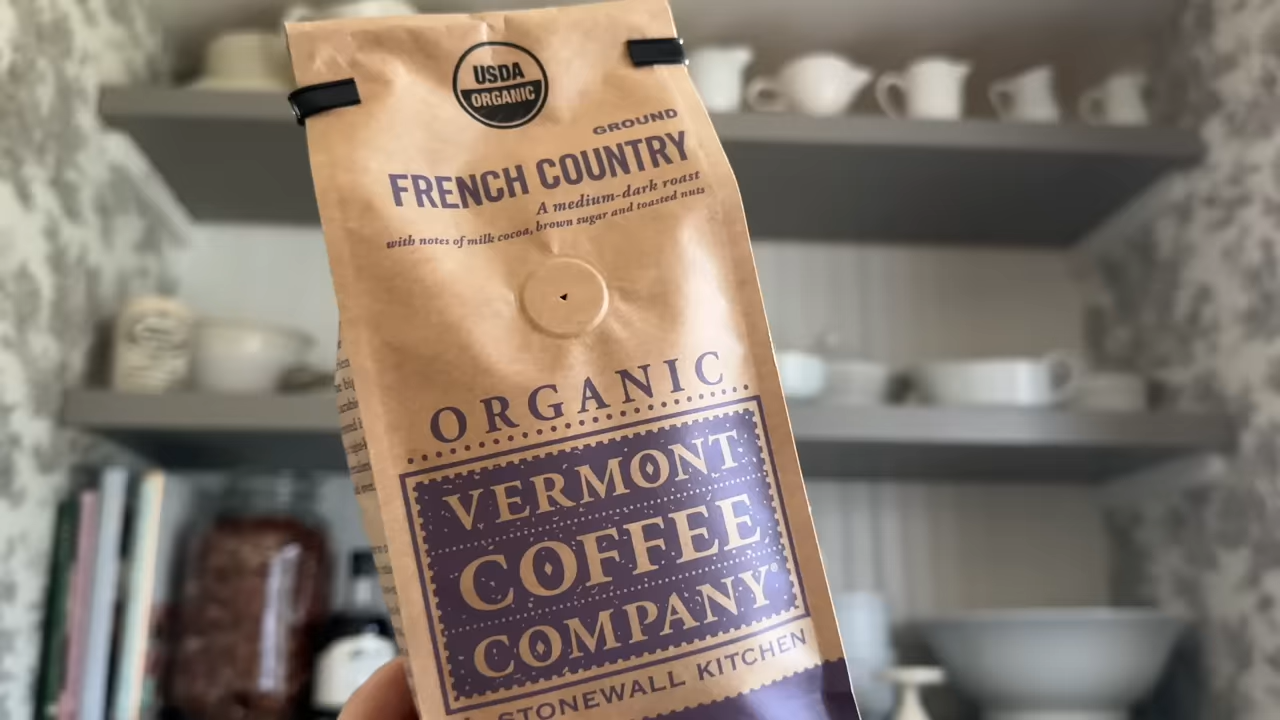 USDA
ORGANIC
GROUND
FRENCH COUNTRY
A medium-dark roast
with notes of milk cocoa, brown sugar and toasted nuts
ORGANIC
VERMONT
COFFEE
COMPANY®
STONEWALL KITCHEN